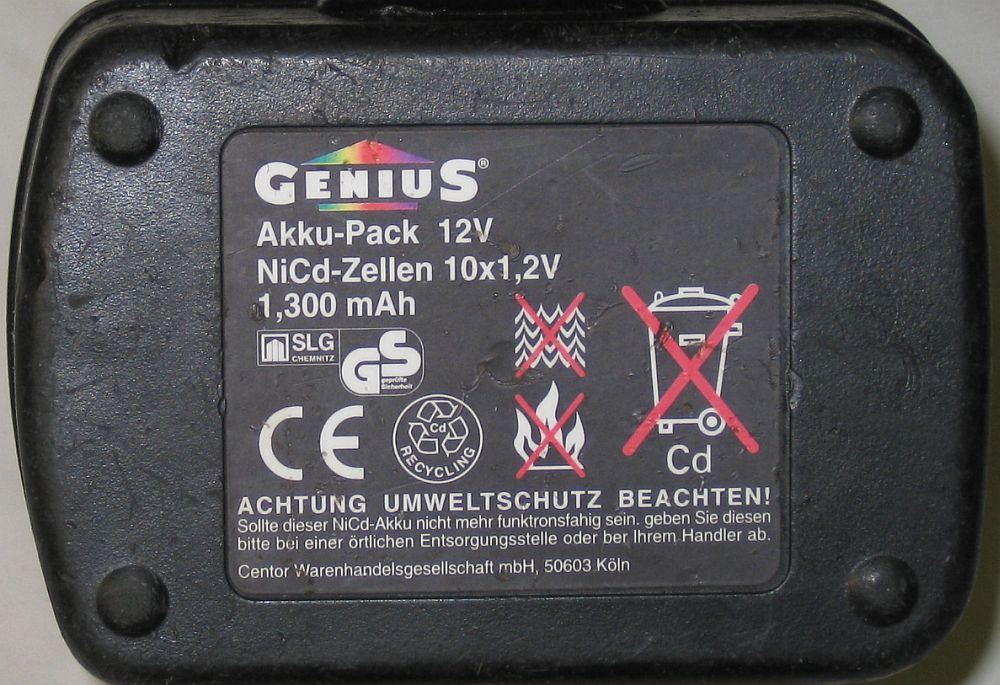 GENIUS®
Akku-Pack 12V
NiCd-Zellen 10x1,2V
1,300 mAh
SLG
CHEMNITZ
GS
geprüfte
Sicherheit
CE
Cd
RECYCLING
Cd
ACHTUNG UMWELTSCHUTZ BEACHTEN!
Sollte dieser NiCd-Akku nicht mehr funktronsfahig sein. geben Sie diesen
bitte bei einer örtlichen Entsorgungsstelle oder ber Ihrem Handler ab.
Centor Warenhandelsgesellschaft mbH, 50603 Köln